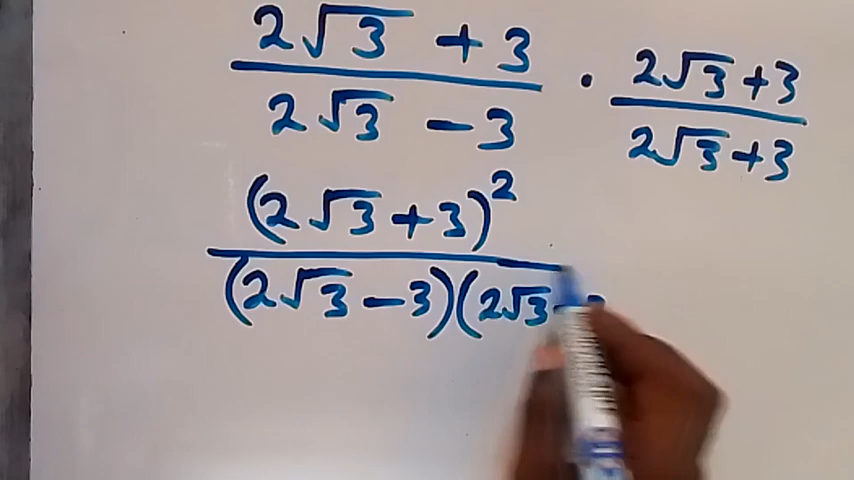 (2√3 + 3)/(2√3 - 3) · (2√3 + 3)/(2√3 + 3)
(2√3 + 3)²
(2√3 - 3)(2√3